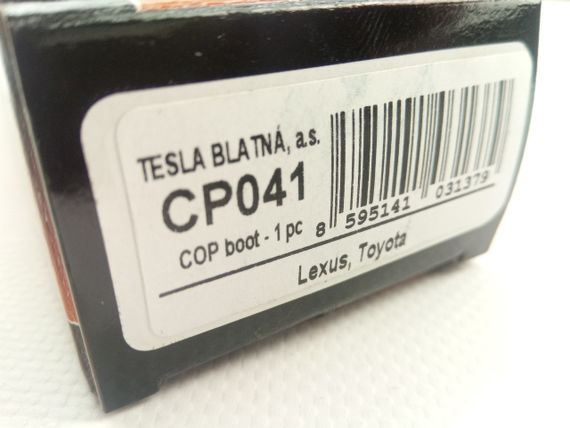 TESLA BLATNÁ, a.s.
CP041
COP boot - 1 pc
8 595141 031379
Lexus, Toyota